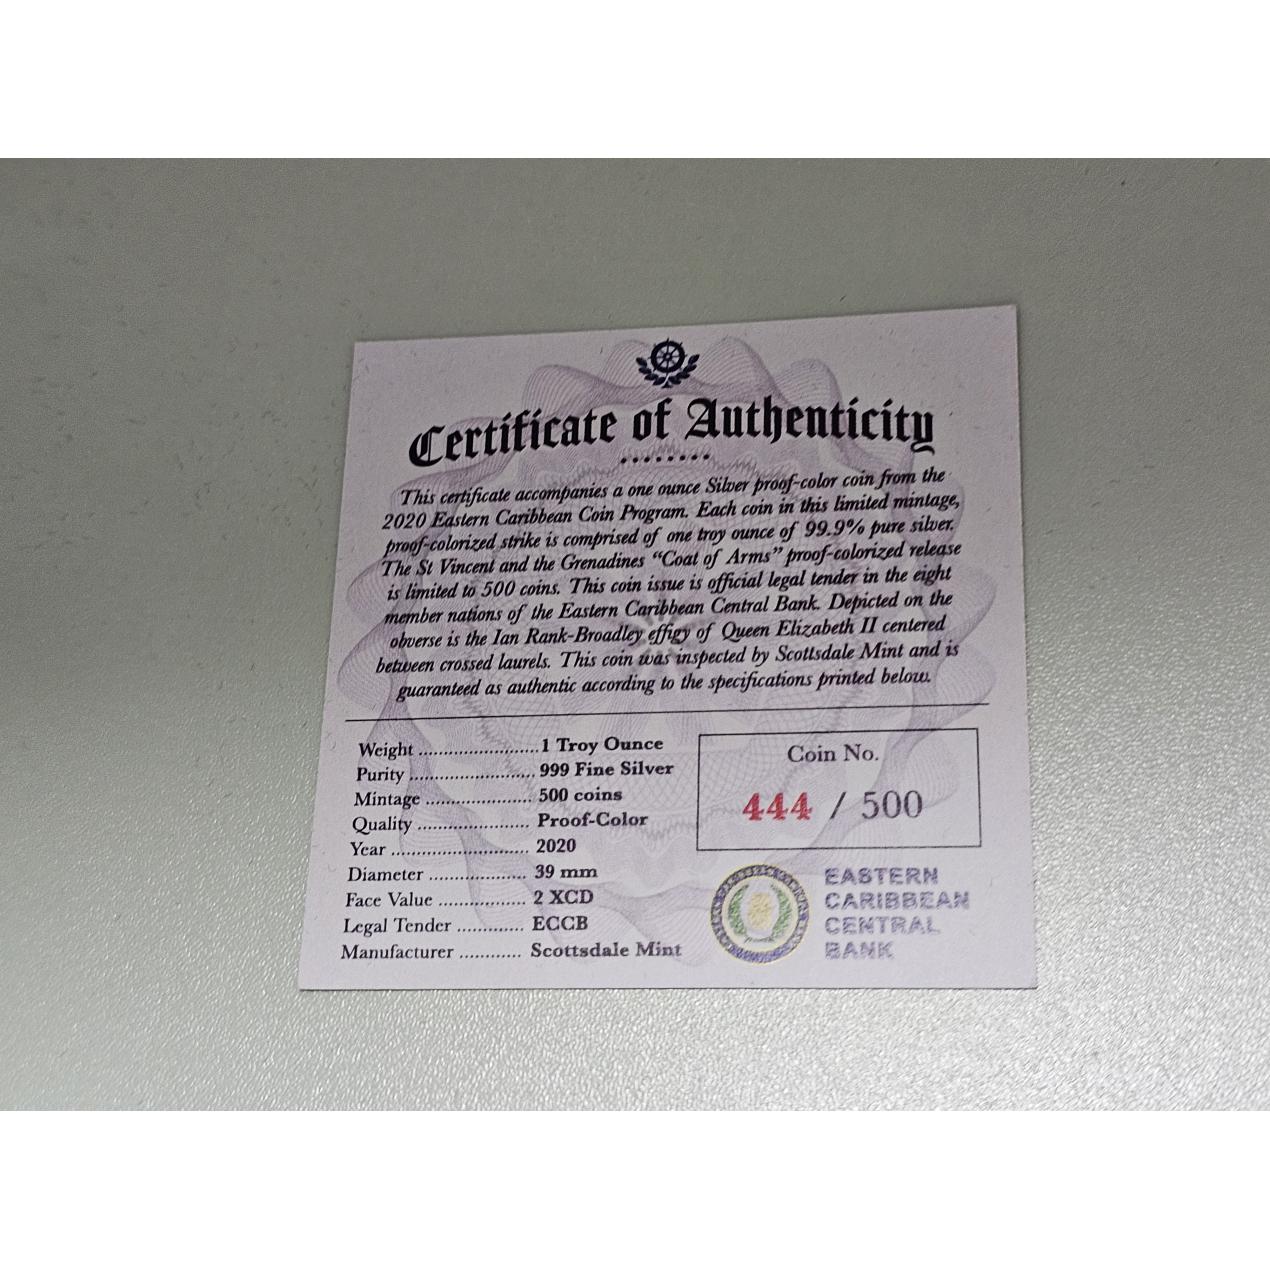 Certificate of Authenticity
This certificate accompanies a one ounce Silver proof-color coin from the
2020 Eastern Caribbean Coin Program. Each coin in this limited mintage,
proof-colorized strike is comprised of one troy ounce of 99.9% pure silver.
The St Vincent and the Grenadines “Coat of Arms” proof-colorized release
is limited to 500 coins. This coin issue is official legal tender in the eight
member nations of the Eastern Caribbean Central Bank. Depicted on the
obverse is the Ian Rank-Broadley effigy of Queen Elizabeth II centered
between crossed laurels. This coin was inspected by Scottsdale Mint and is
guaranteed as authentic according to the specifications printed below.
Weight ........................ 1 Troy Ounce
Purity ......................... 999 Fine Silver
Mintage ..................... 500 coins
Quality ...................... Proof-Color
Year ........................... 2020
Diameter ................... 39 mm
Face Value ................. 2 XCD
Legal Tender ............. ECCB
Manufacturer ............ Scottsdale Mint
Coin No.
444 / 500
EASTERN
CARIBBEAN
CENTRAL
BANK